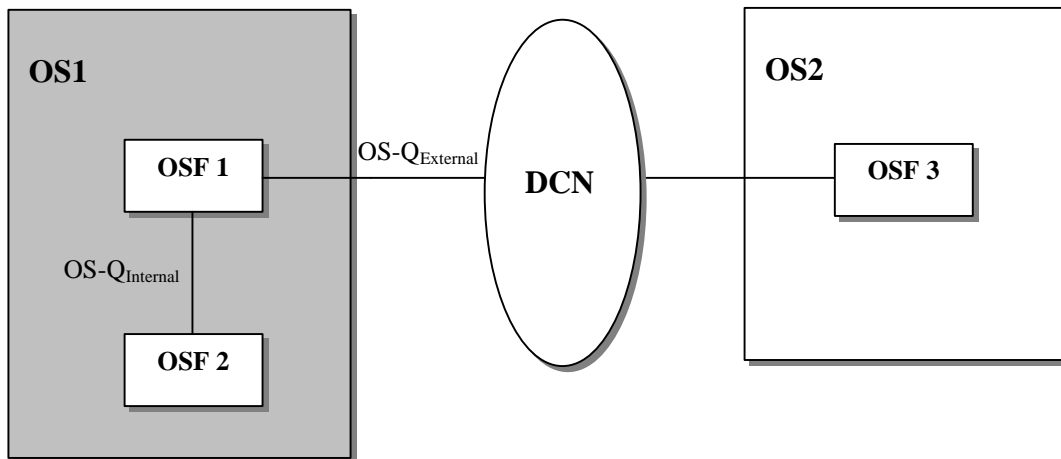 OS1
OS2
OSF 1
OS-QExternal
DCN
OSF 3
OS-QInternal
OSF 2